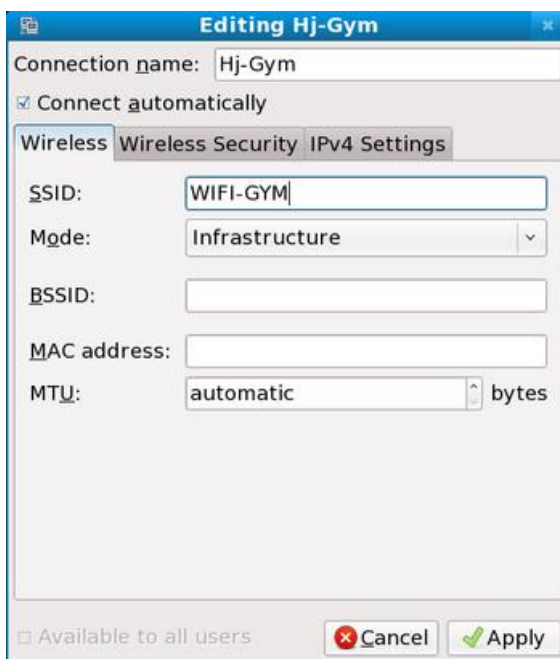 Editing Hj-Gym
Connection name: Hj-Gym
Connect automatically
Wireless Wireless Security IPv4 Settings
SSID: WIFI-GYM
Mode: Infrastructure
BSSID:
MAC address:
MTU: automatic bytes
Available to all users Cancel Apply